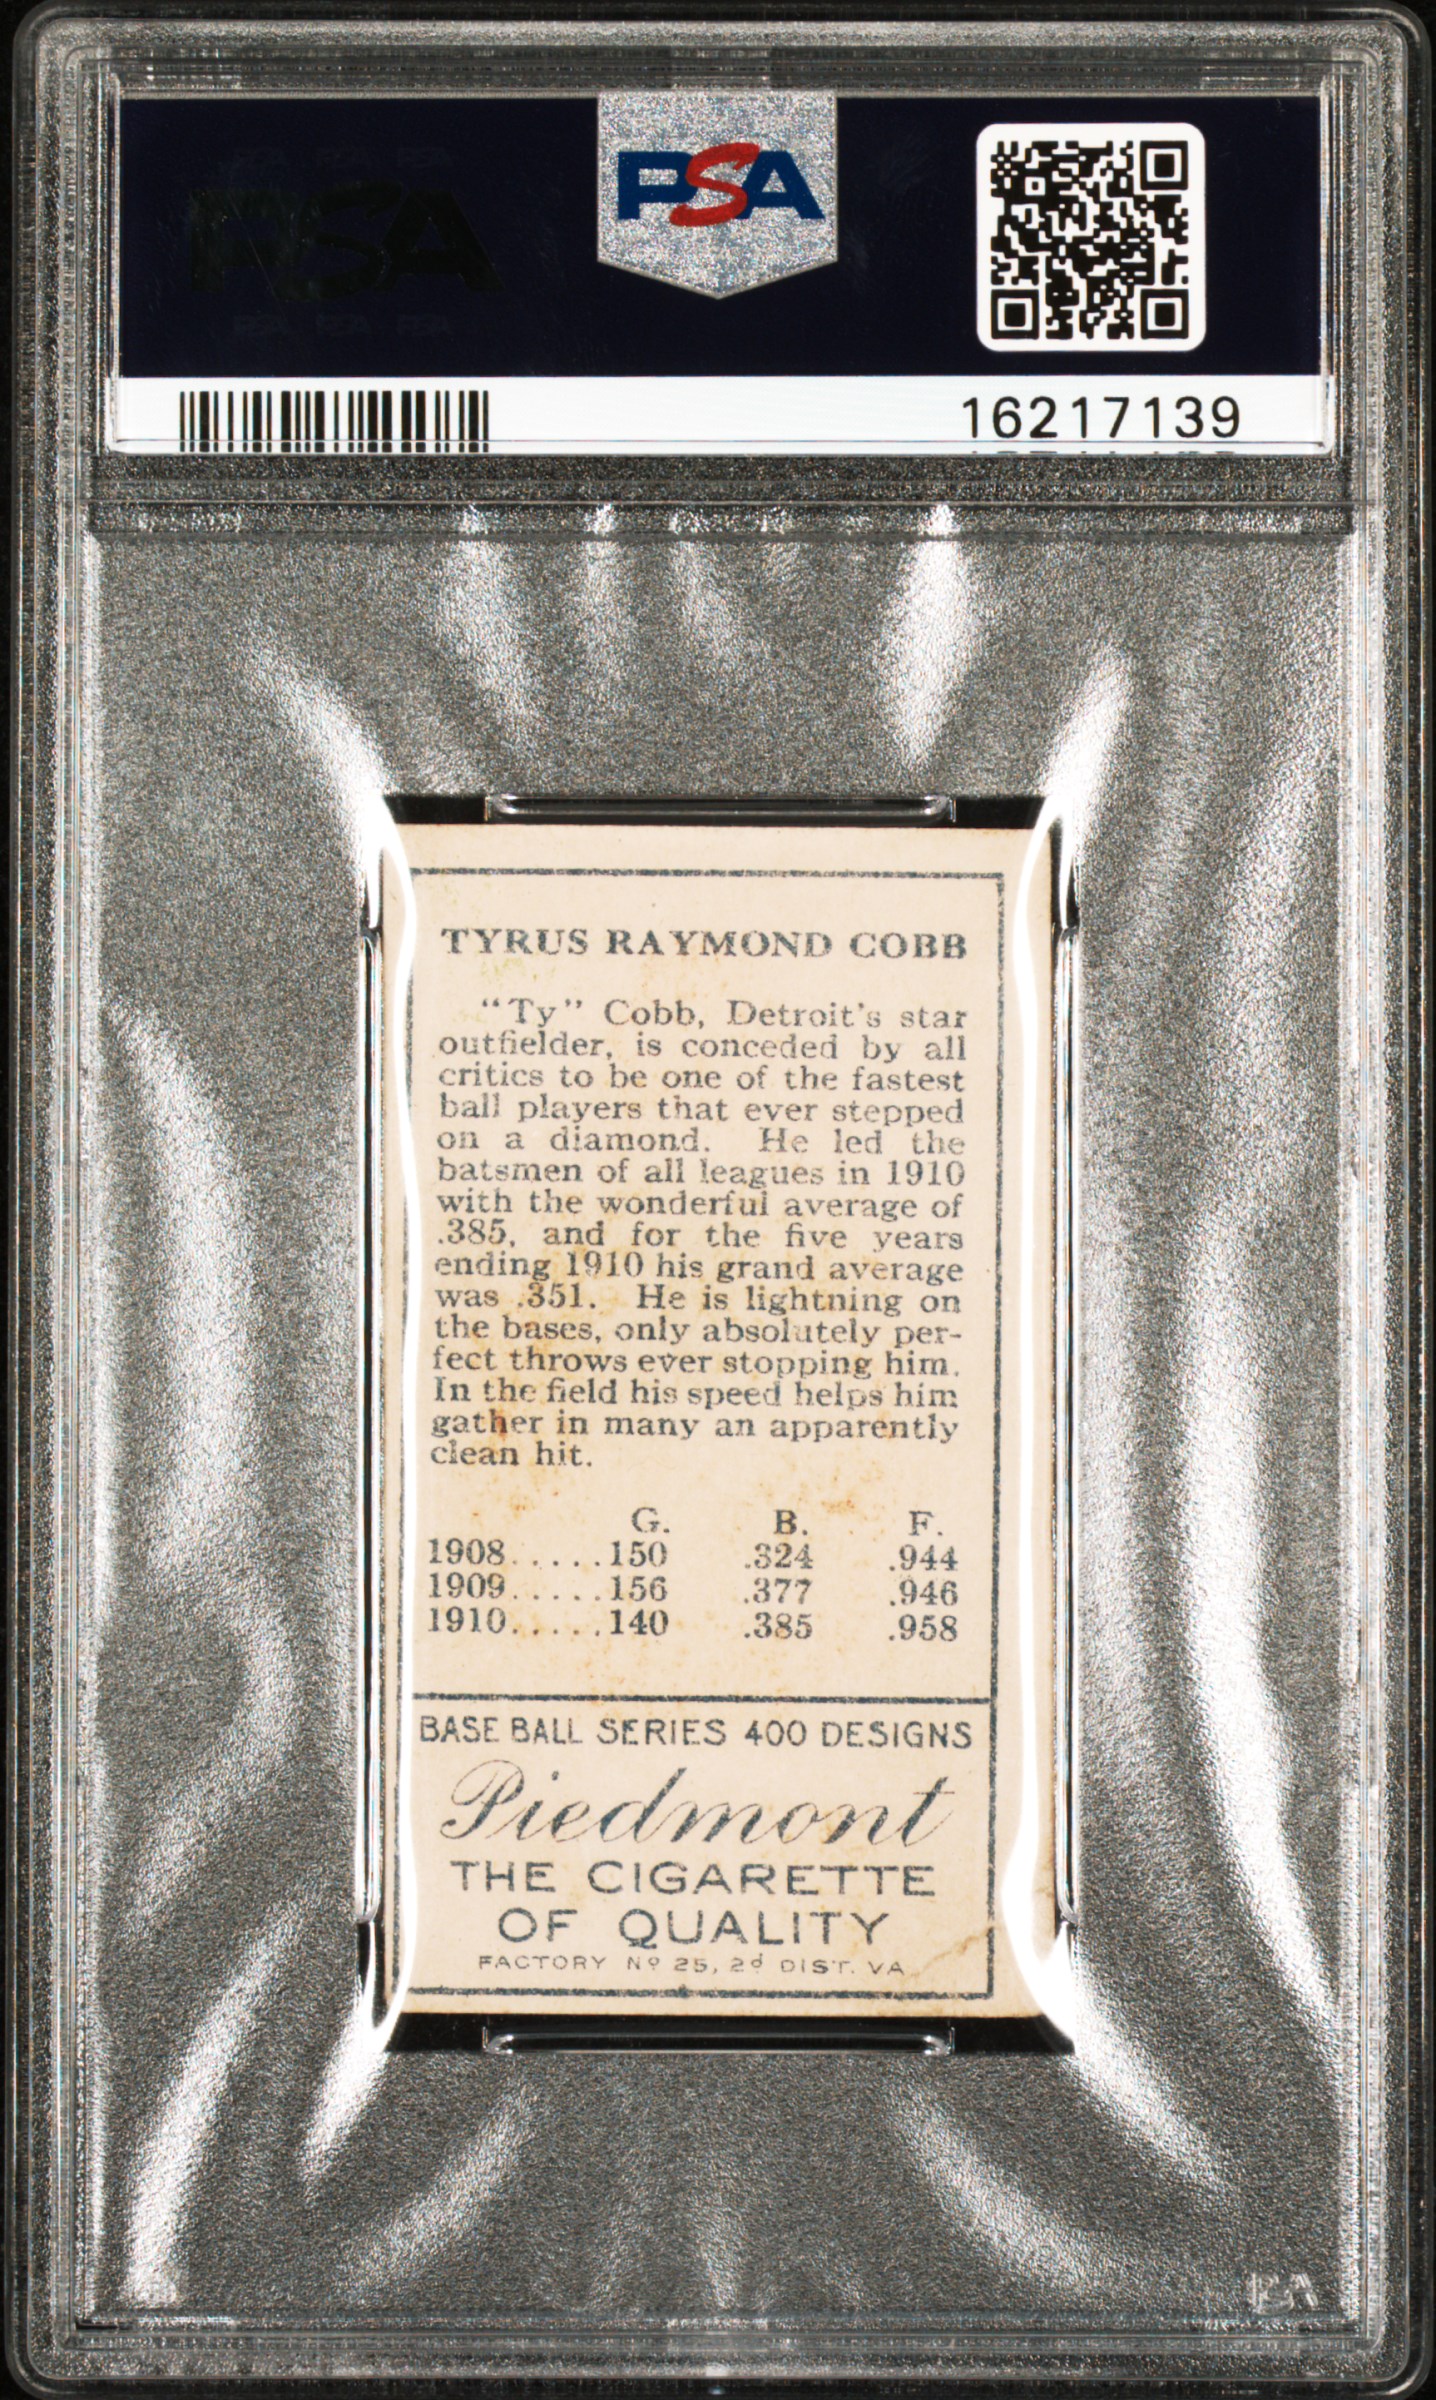 PSA
PSA
16217139
TYRUS RAYMOND COBB
"Ty" Cobb, Detroit's star
outfielder, is conceded by all
critics to be one of the fastest
ball players that ever stepped
on a diamond. He led the
batsmen of all leagues in 1910
with the wonderful average of
.385, and for the five years
ending 1910 his grand average
was .351. He is lightning on
the bases, only absolutely per-
fect throws ever stopping him.
In the field his speed helps him
gather in many an apparently
clean hit.
G. B. F.
1908.....150 .324 .944
1909.....156 .377 .946
1910.....140 .385 .958
BASE BALL SERIES 400 DESIGNS
Piedmont
THE CIGARETTE
OF QUALITY
FACTORY Nº 25, 2d DIST. VA
PSA